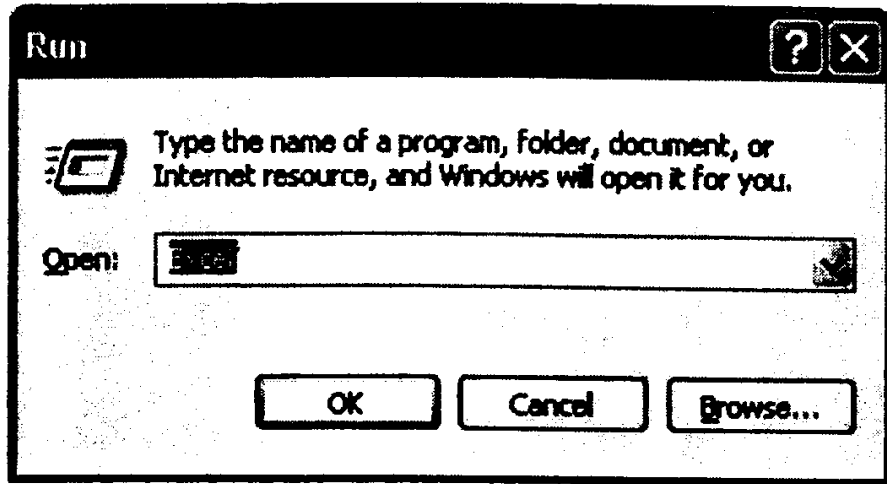 Run
Type the name of a program, folder, document, or
Internet resource, and Windows will open it for you.
Open:
OK
Cancel
Browse...